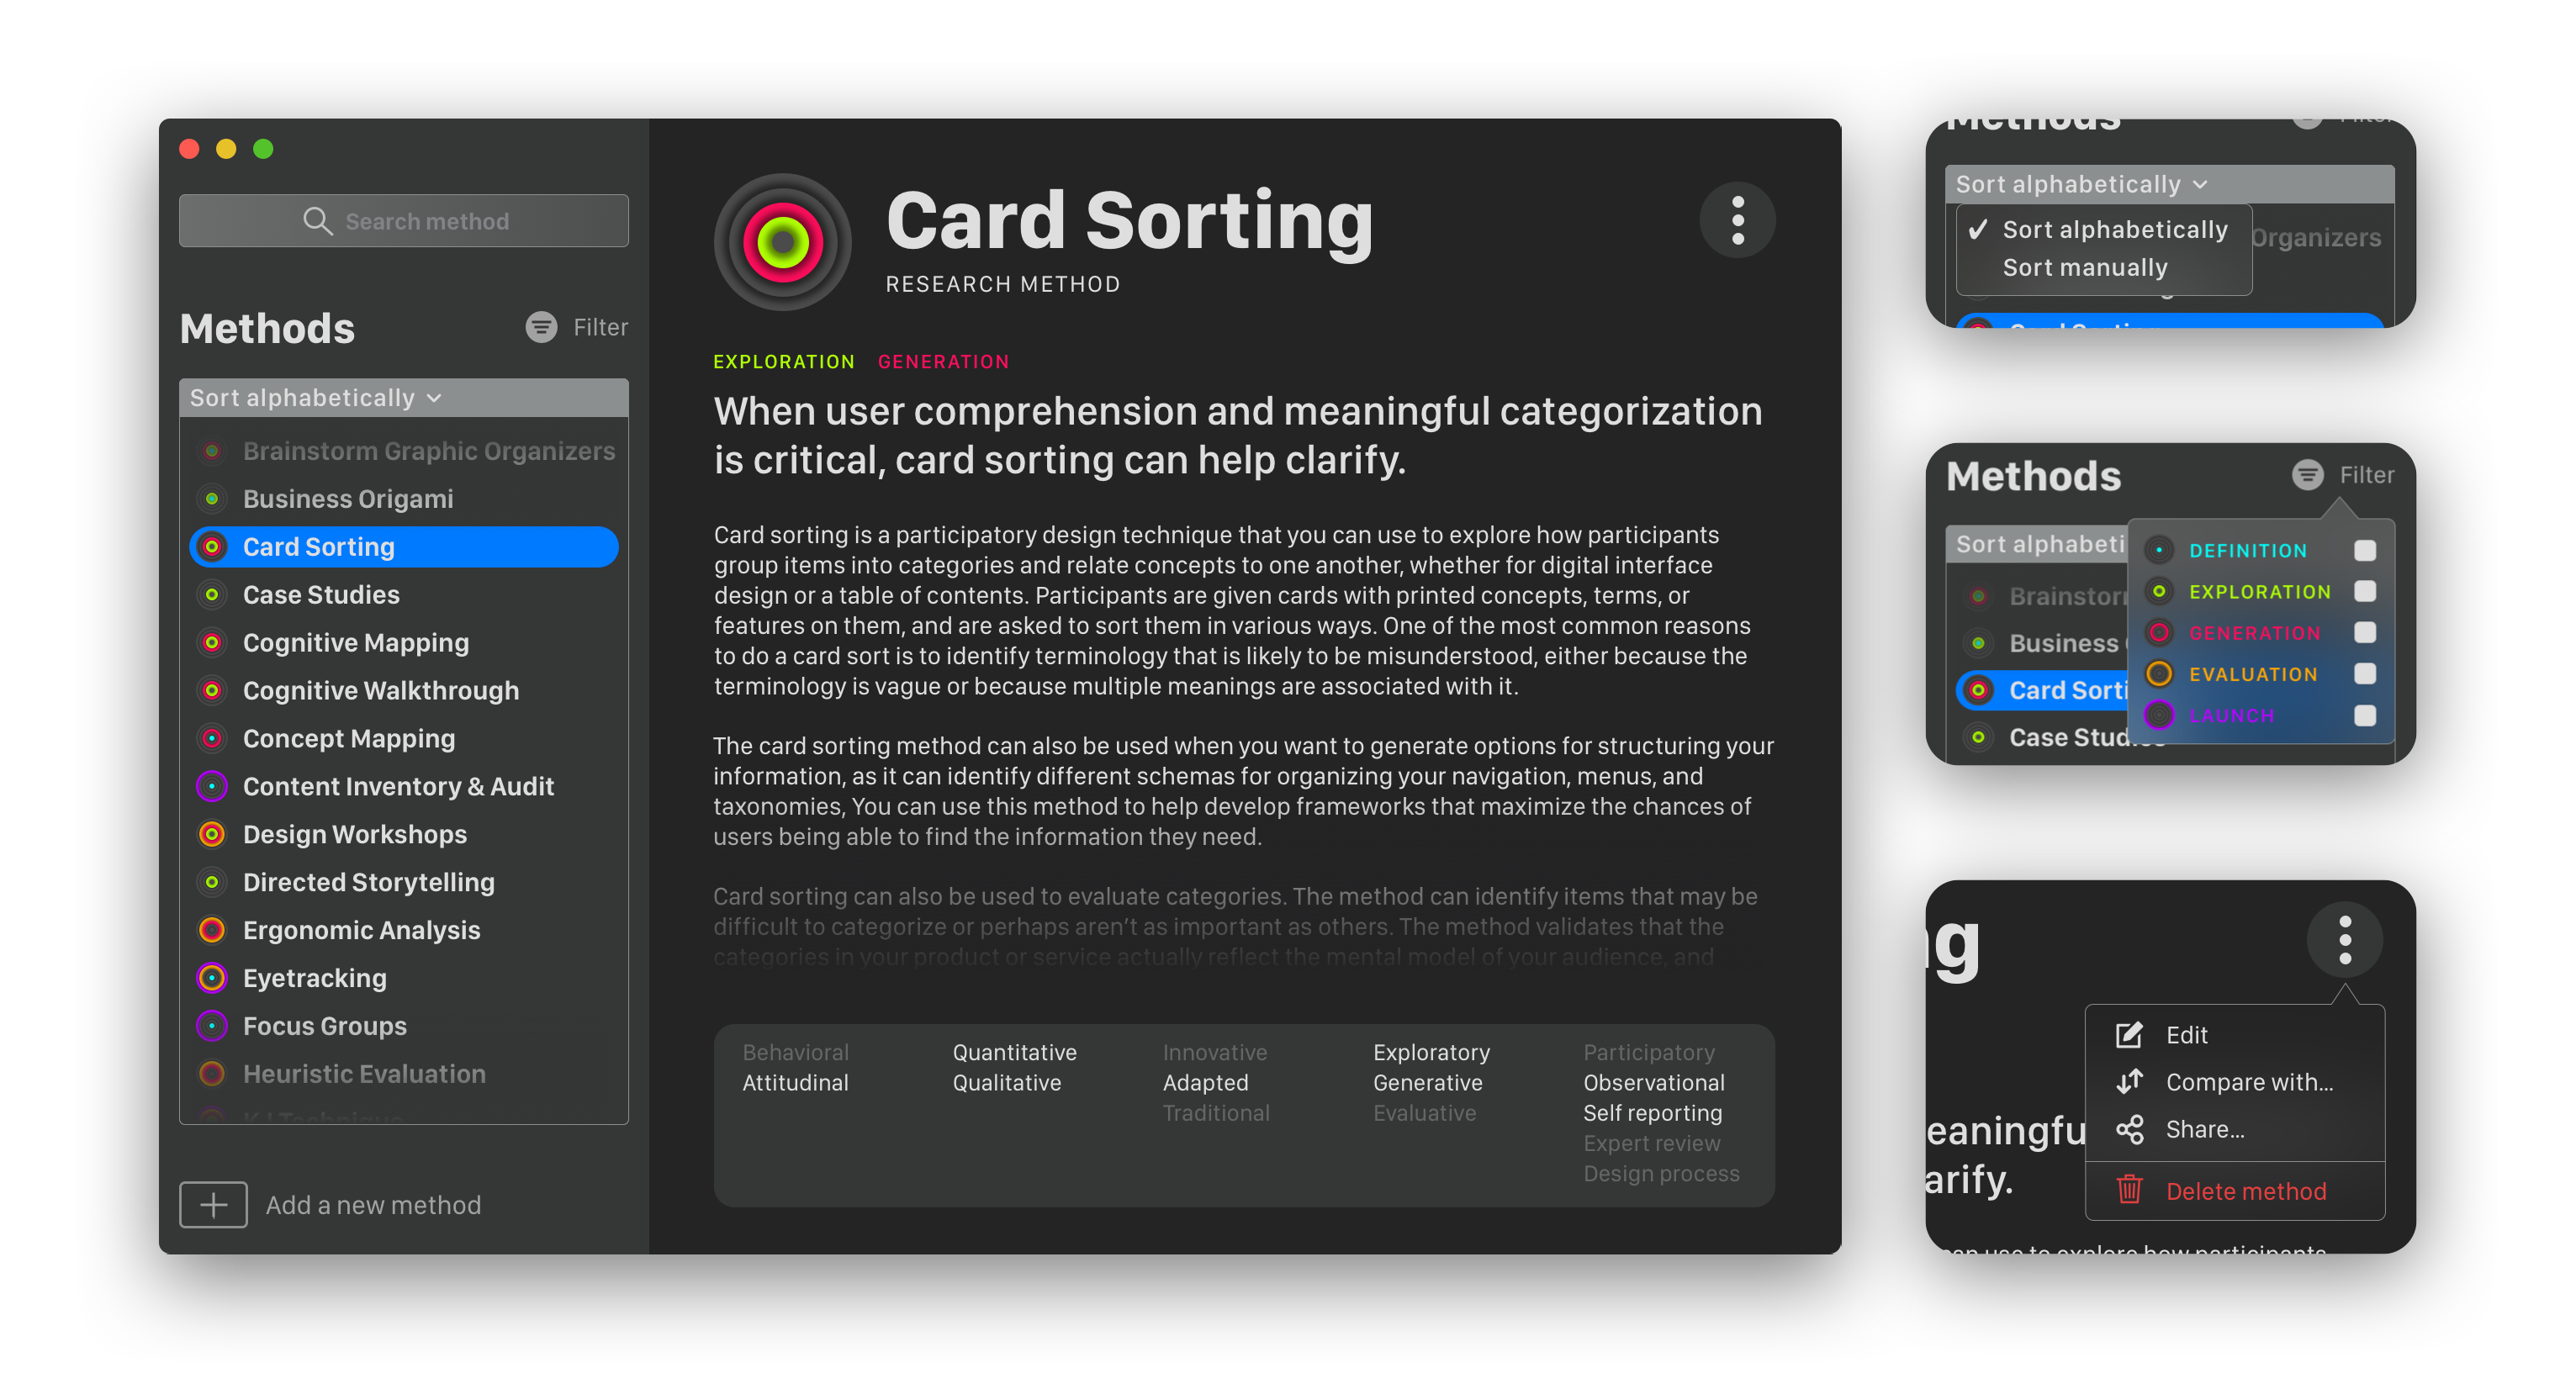 Search method
Methods
Filter
Sort alphabetically
Brainstorm Graphic Organizers
Business Origami
Card Sorting
Case Studies
Cognitive Mapping
Cognitive Walkthrough
Concept Mapping
Content Inventory & Audit
Design Workshops
Directed Storytelling
Ergonomic Analysis
Eyetracking
Focus Groups
Heuristic Evaluation
KJ Technique
Add a new method
Card Sorting
RESEARCH METHOD
EXPLORATION GENERATION
When user comprehension and meaningful categorization
is critical, card sorting can help clarify.
Card sorting is a participatory design technique that you can use to explore how participants
group items into categories and relate concepts to one another, whether for digital interface
design or a table of contents. Participants are given cards with printed concepts, terms, or
features on them, and are asked to sort them in various ways. One of the most common reasons
to do a card sort is to identify terminology that is likely to be misunderstood, either because the
terminology is vague or because multiple meanings are associated with it.
The card sorting method can also be used when you want to generate options for structuring your
information, as it can identify different schemas for organizing your navigation, menus, and
taxonomies, You can use this method to help develop frameworks that maximize the chances of
users being able to find the information they need.
Card sorting can also be used to evaluate categories. The method can identify items that may be
difficult to categorize or perhaps aren’t as important as others. The method validates that the
categories in your product or service actually reflect the mental model of your audience, and
Behavioral
Attitudinal
Quantitative
Qualitative
Innovative
Adapted
Traditional
Exploratory
Generative
Evaluative
Participatory
Observational
Self reporting
Expert review
Design process
Methods
Filter
Sort alphabetically
Sort alphabetically
Organizers
Sort manually
Card Sorting
Methods
Filter
Sort alphabeti
DEFINITION
EXPLORATION
Brainstor
GENERATION
Business
EVALUATION
Card Sorti
LAUNCH
Case Studies
ng
Edit
Compare with...
eaningfu
Share...
arify.
Delete method
can use to explore how participants